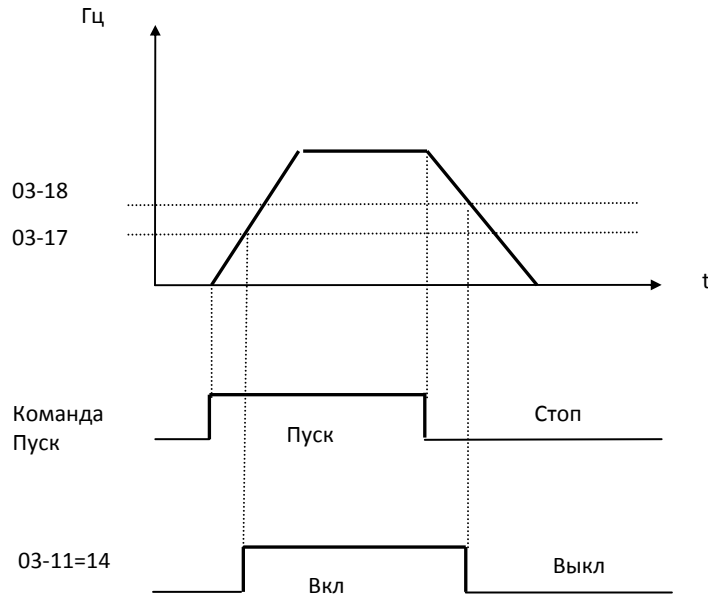 Гц
03-18
03-17
t
Команда
Пуск
Пуск
Стоп
03-11=14
Вкл
Выкл